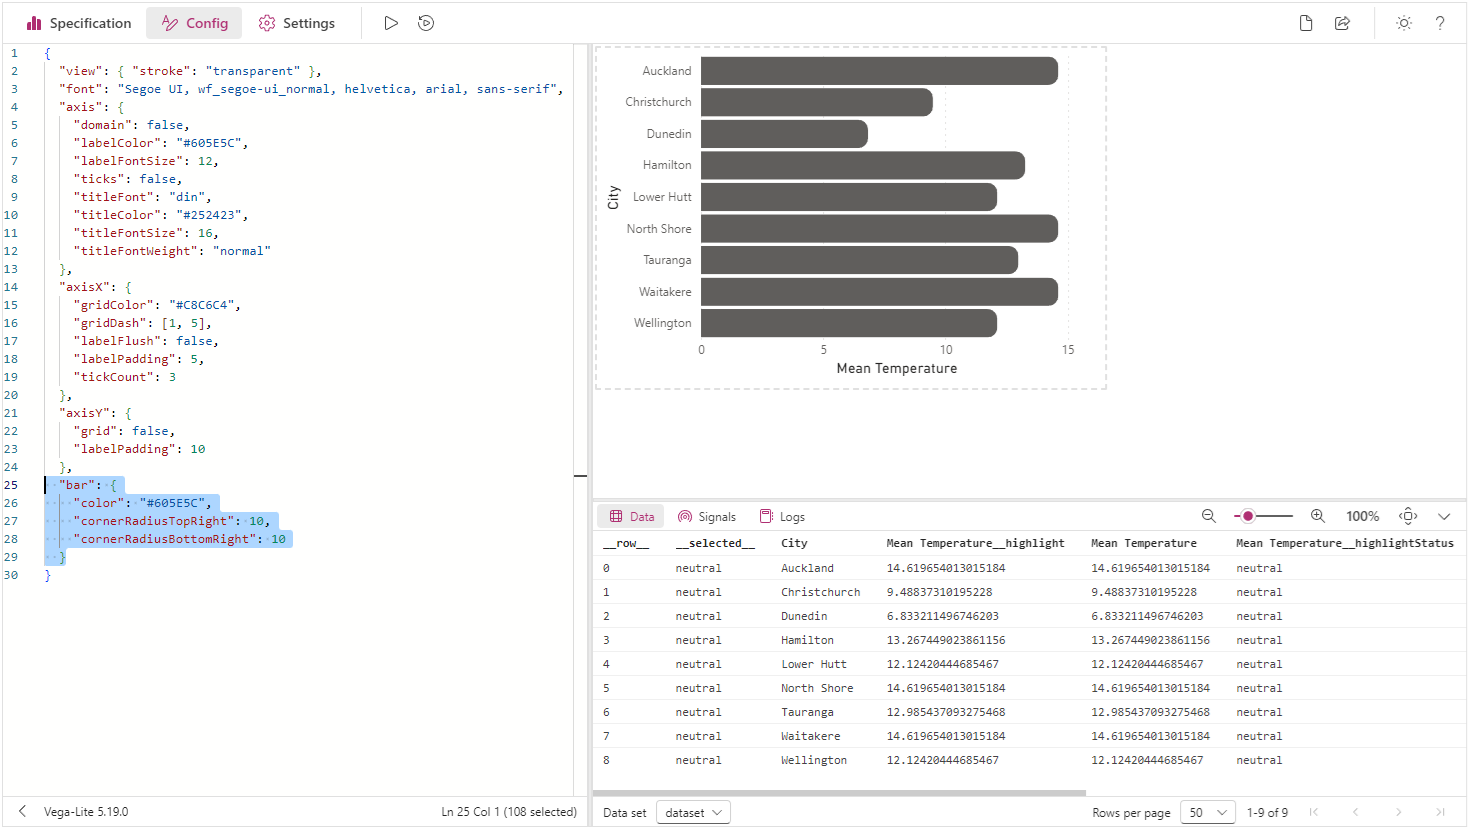 Specification
Config
Settings
1 {
2 "view": { "stroke": "transparent" },
3 "font": "Segoe UI, wf_segoe-ui_normal, helvetica, arial, sans-serif",
4 "axis": {
5 "domain": false,
6 "labelColor": "#605E5C",
7 "labelFontSize": 12,
8 "ticks": false,
9 "titleFont": "din",
10 "titleColor": "#252423",
11 "titleFontSize": 16,
12 "titleFontWeight": "normal"
13 },
14 "axisX": {
15 "gridColor": "#C8C6C4",
16 "gridDash": [1, 5],
17 "labelFlush": false,
18 "labelPadding": 5,
19 "tickCount": 3
20 },
21 "axisY": {
22 "grid": false,
23 "labelPadding": 10
24 },
25 "bar": {
26 "color": "#605E5C",
27 "cornerRadiusTopRight": 10,
28 "cornerRadiusBottomRight": 10
29 }
30 }
Vega-Lite 5.19.0
Ln 25 Col 1 (108 selected)
City
Auckland
Christchurch
Dunedin
Hamilton
Lower Hutt
North Shore
Tauranga
Waitakere
Wellington
0 5 10 15
Mean Temperature
Data
Signals
Logs
100%
__row__ __selected__ City Mean Temperature__highlight Mean Temperature Mean Temperature__highlightStatus
0 neutral Auckland 14.619654013015184 14.619654013015184 neutral
1 neutral Christchurch 9.48837310195228 9.48837310195228 neutral
2 neutral Dunedin 6.833211496746203 6.833211496746203 neutral
3 neutral Hamilton 13.267449023861156 13.267449023861156 neutral
4 neutral Lower Hutt 12.12420444685467 12.12420444685467 neutral
5 neutral North Shore 14.619654013015184 14.619654013015184 neutral
6 neutral Tauranga 12.985437093275468 12.985437093275468 neutral
7 neutral Waitakere 14.619654013015184 14.619654013015184 neutral
8 neutral Wellington 12.12420444685467 12.12420444685467 neutral
Data set dataset
Rows per page 50 1-9 of 9